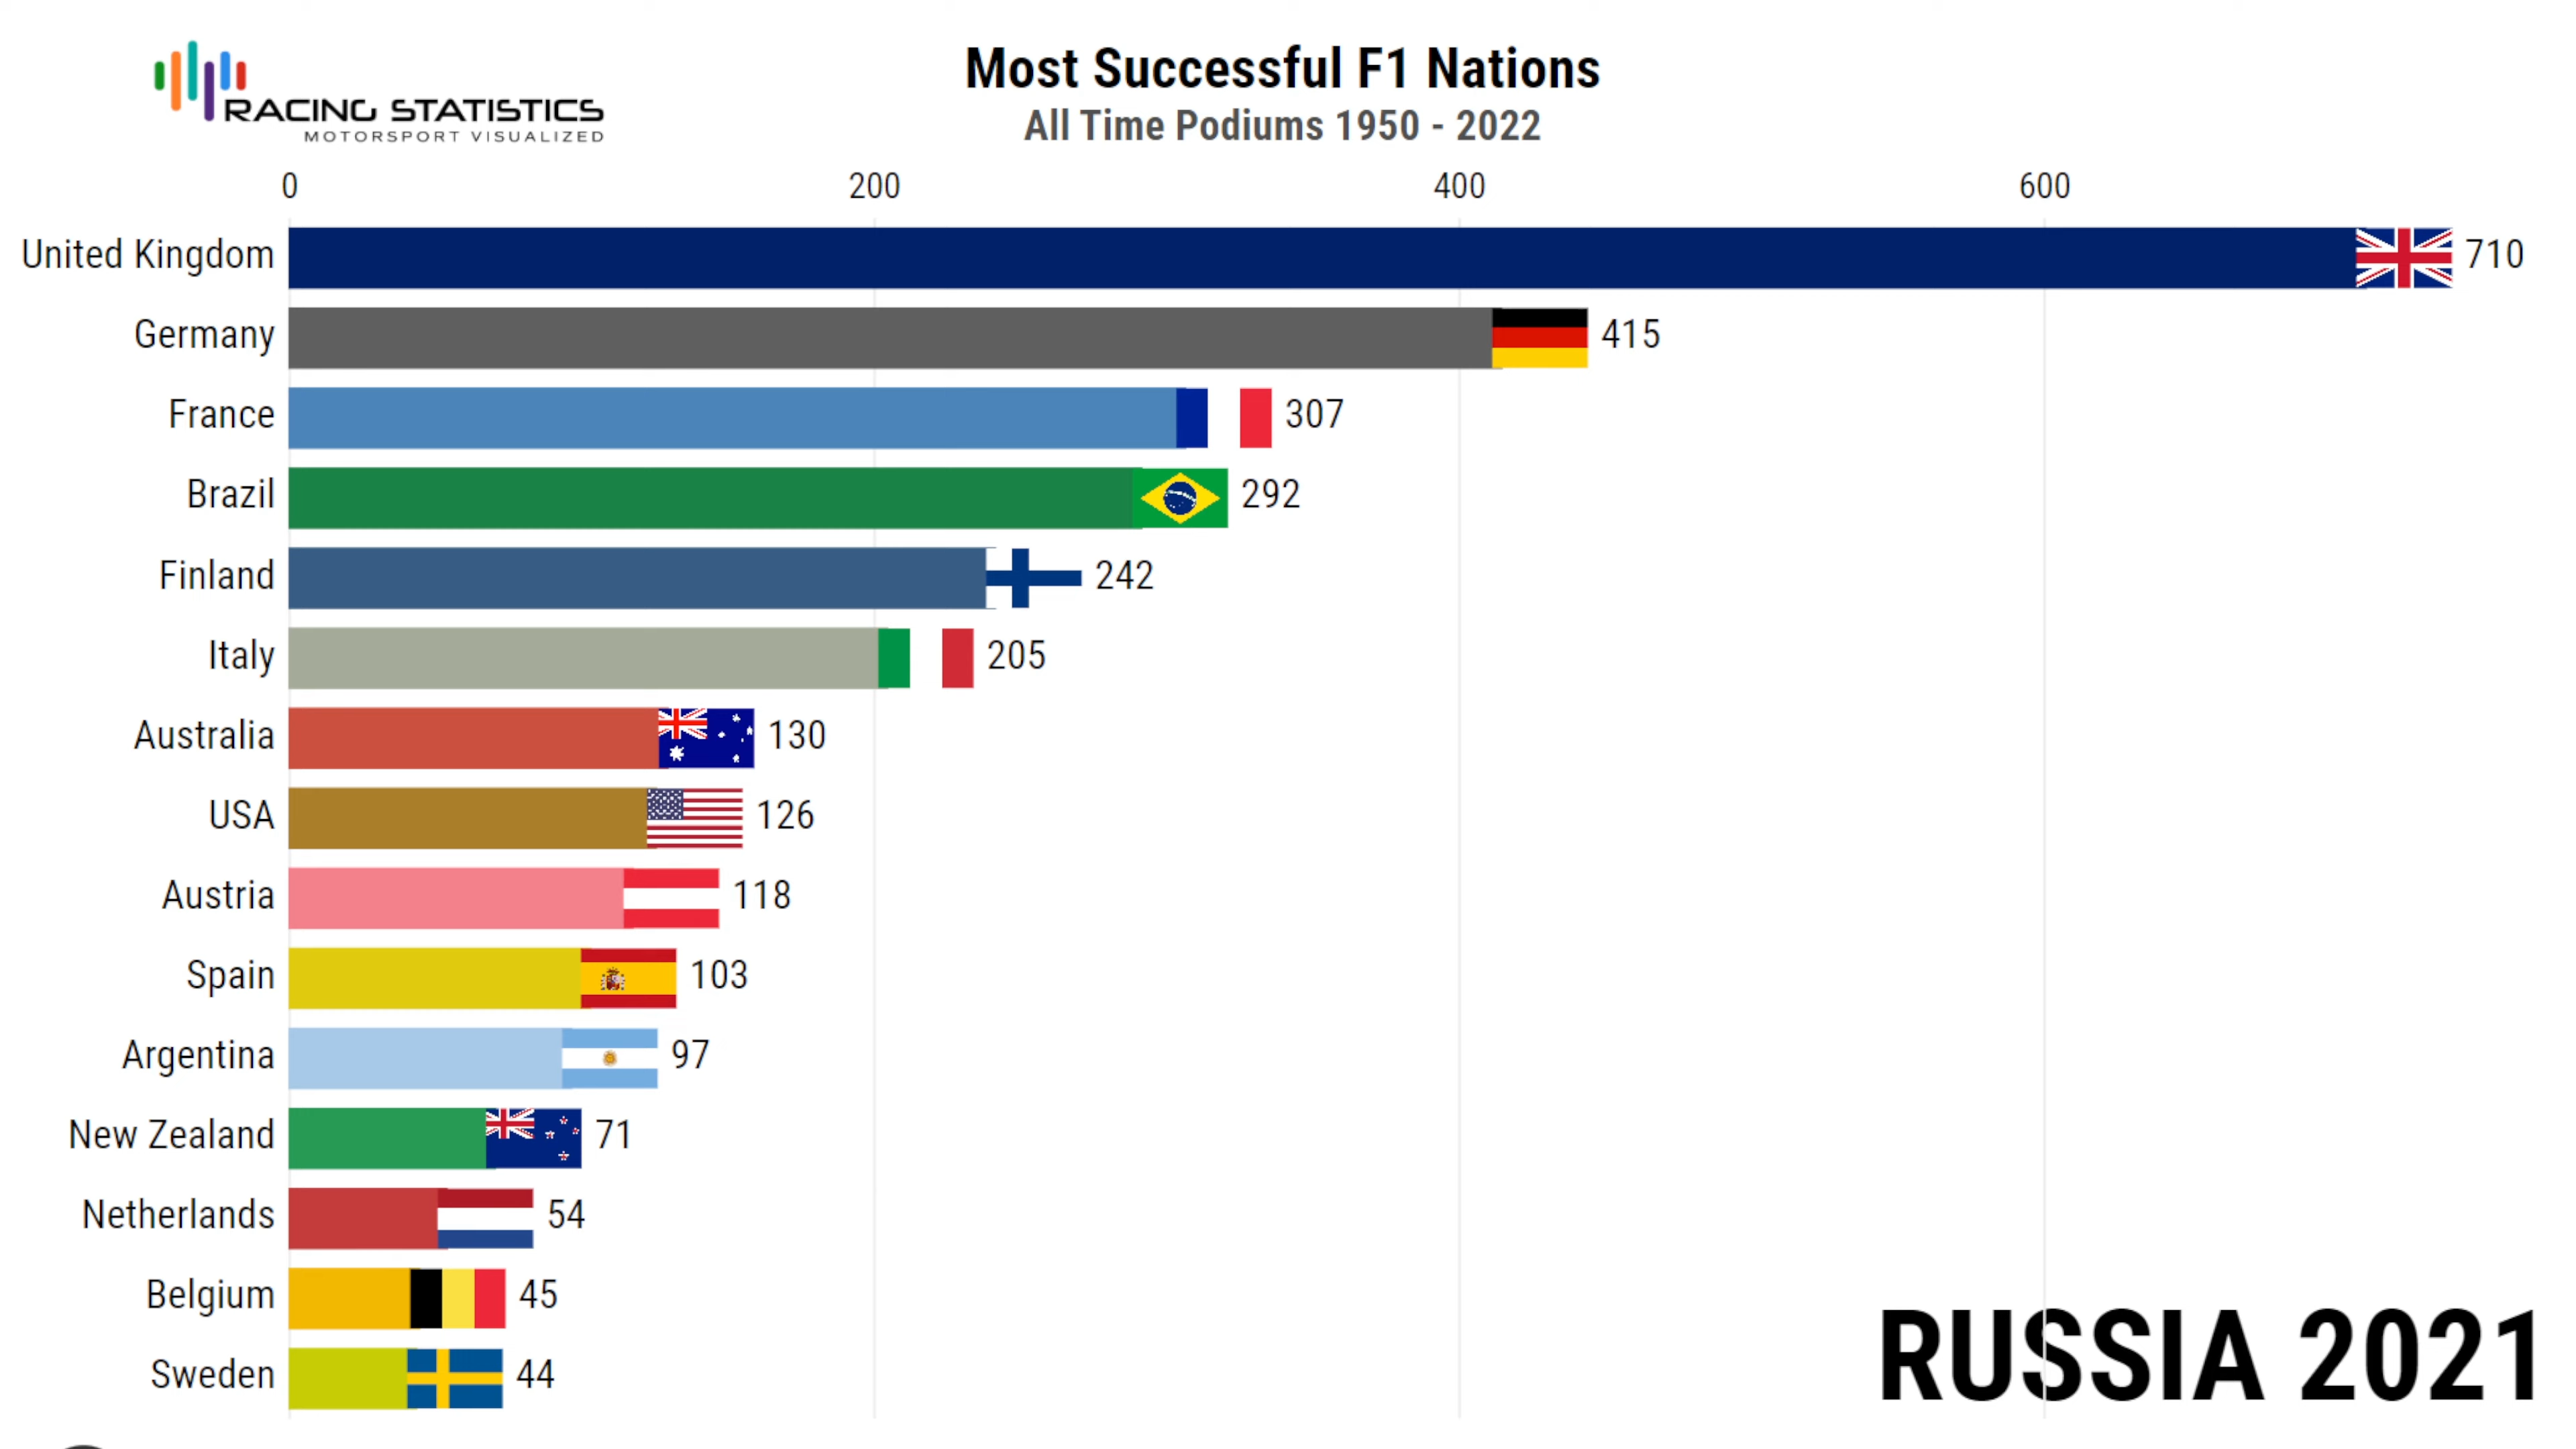 RACING STATISTICS
MOTORSPORT VISUALIZED
Most Successful F1 Nations
All Time Podiums 1950 - 2022
0 200 400 600
United Kingdom 710
Germany 415
France 307
Brazil 292
Finland 242
Italy 205
Australia 130
USA 126
Austria 118
Spain 103
Argentina 97
New Zealand 71
Netherlands 54
Belgium 45
Sweden 44
RUSSIA 2021